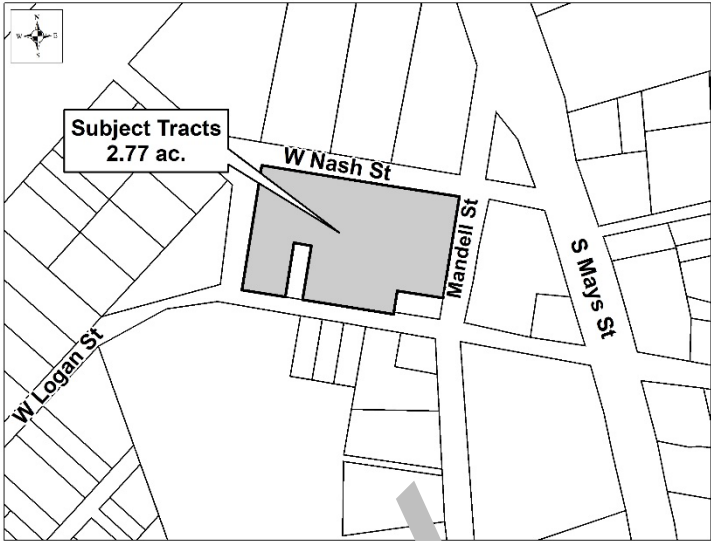 N
W
E
S
Subject Tracts
2.77 ac.
W Nash St
Mandell St
S Mays St
W Logan St